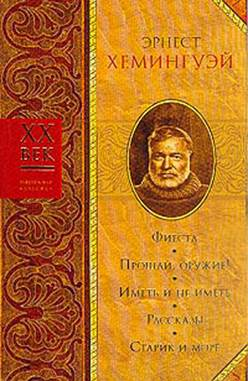 ЭРНЕСТ
ХЕМИНГУЭЙ
XX
ВЕК
Фиеста
Прощай, оружие!
Иметь и не иметь
Рассказы
Старик и море